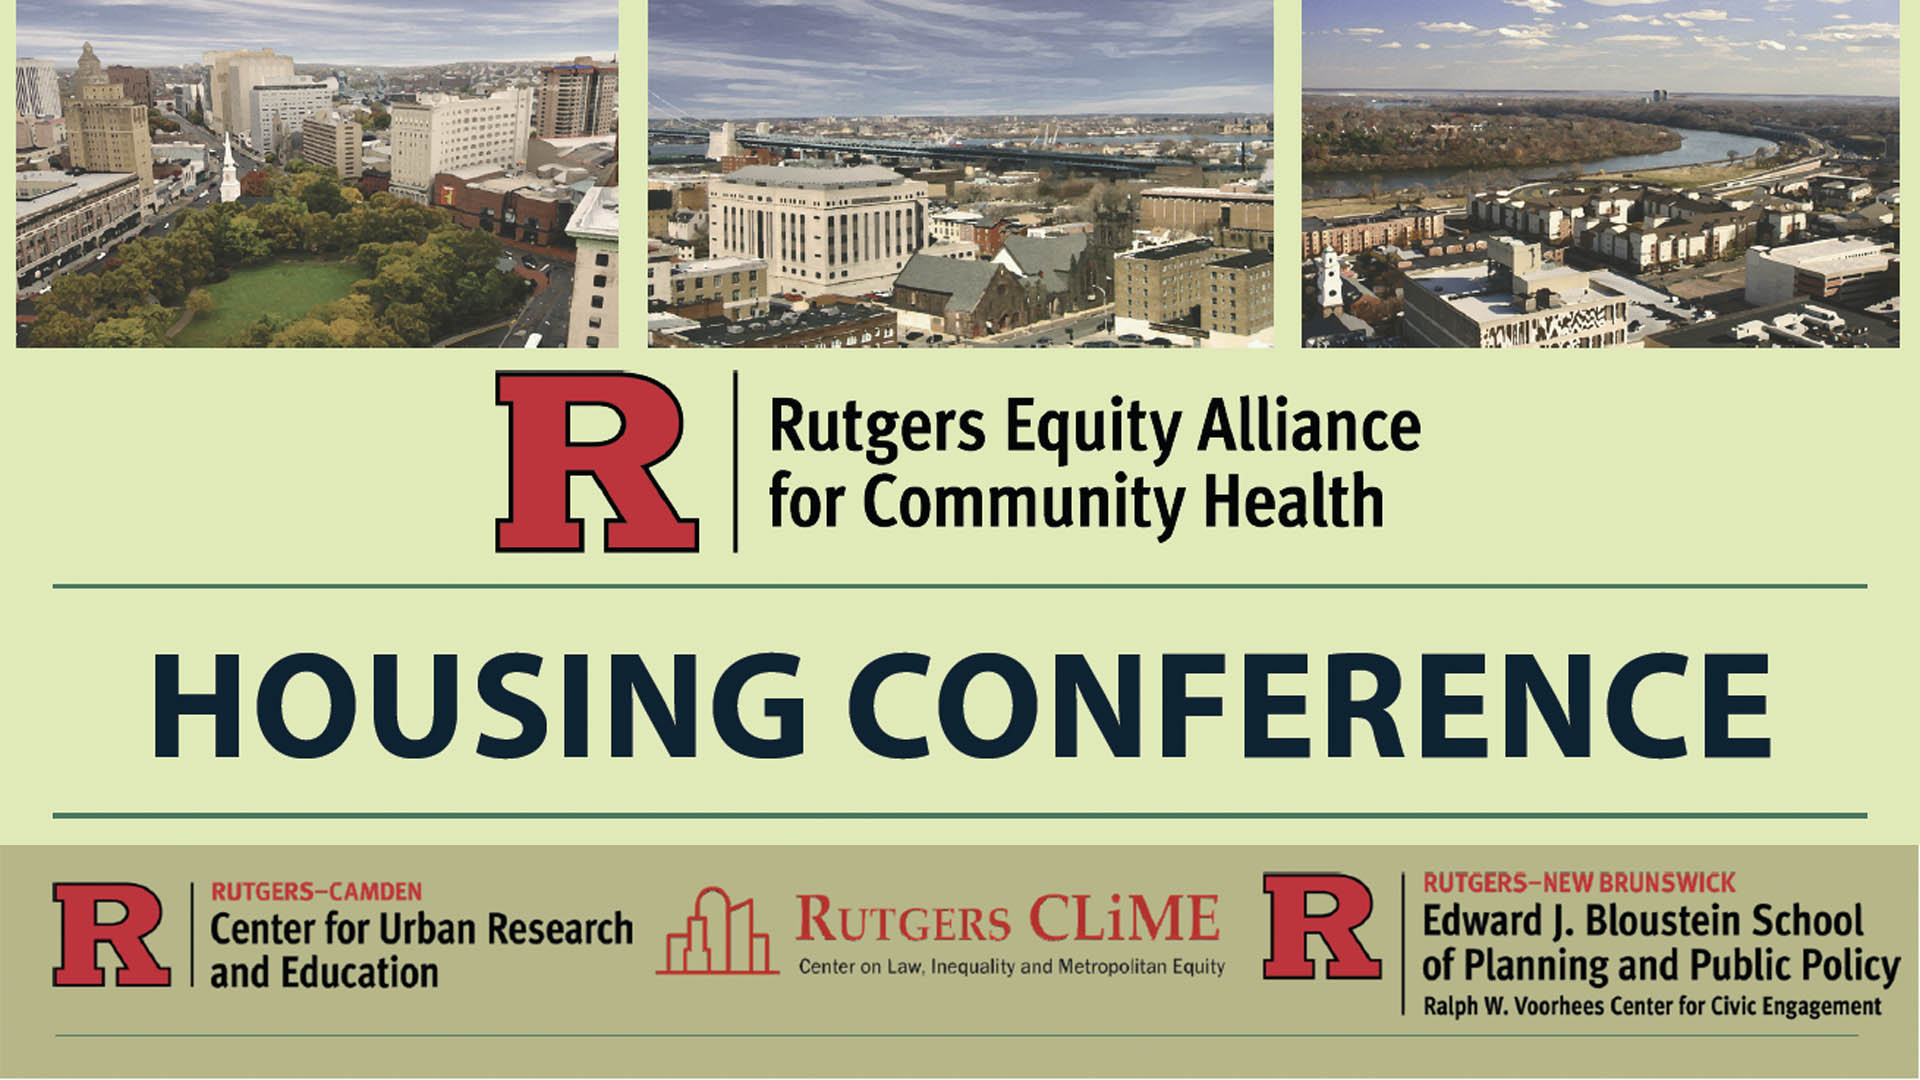 R
Rutgers Equity Alliance
for Community Health
HOUSING CONFERENCE
R
RUTGERS–CAMDEN
Center for Urban Research
and Education
RUTGERS CLiME
Center on Law, Inequality and Metropolitan Equity
R
RUTGERS–NEW BRUNSWICK
Edward J. Bloustein School
of Planning and Public Policy
Ralph W. Voorhees Center for Civic Engagement